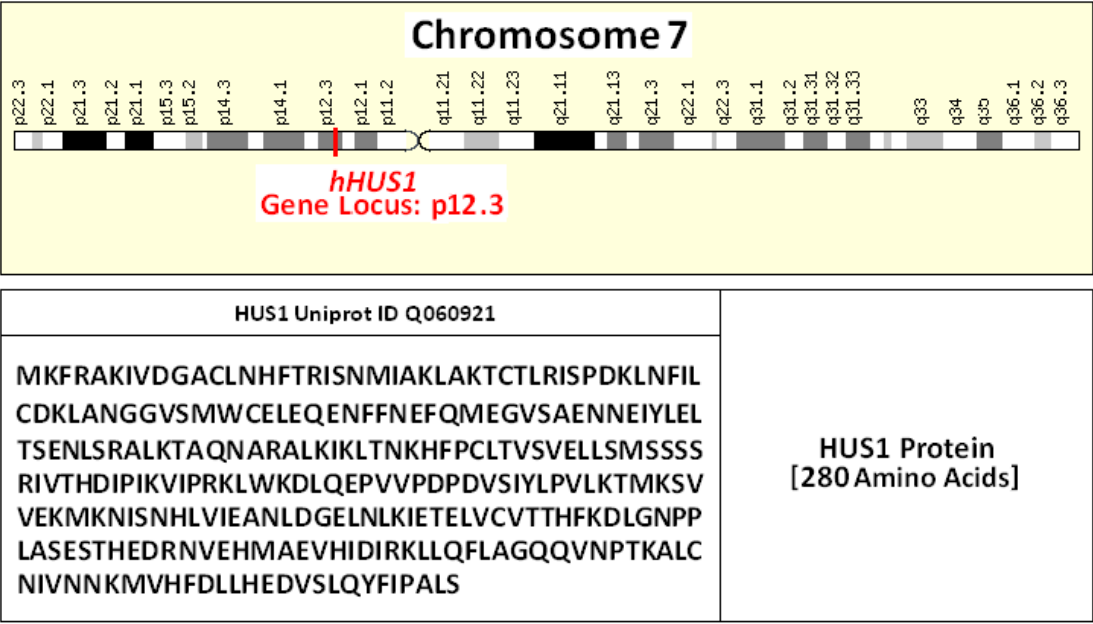 Chromosome 7
p22.3 p22.1 p21.3 p21.2 p21.1 p15.3 p15.2 p14.3 p14.1 p12.3 p12.1 p11.2 q11.21 q11.22 q11.23 q21.11 q21.13 q21.3 q22.1 q22.3 q31.1 q31.2 q31.31 q31.32 q31.33 q33 q34 q35 q36.1 q36.2 q36.3
hHUS1
Gene Locus: p12.3
HUS1 Uniprot ID Q060921
MKFRAKIVDGACLNHFTRISNMIAKLAKTCTLRISPDKLNFIL
CDKLANGGVSMWCELEQENFFNEFQMEGVSAENNEIYLEL
TSENLSRALKTAQNARALKIKLTNKHFPCLTVSVELLSMSSSS
RIVTHDIPIKVIPRKLWKDLQEPVVPDPDVSIYLPVLKTMKSV
VEKMKNISNHLVIEANLDGELNLKIETELVCVTTHFKDLGNPP
LASESTHEDRNVEHMAEVHIDIRKLLQFLAGQQVNPTKALC
NIVNNKMVHFDLLHEDVSLQYFIPALS
HUS1 Protein
[280 Amino Acids]